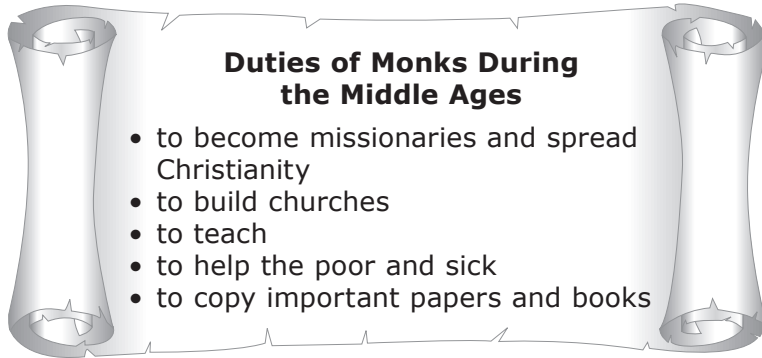 Duties of Monks During
the Middle Ages
• to become missionaries and spread
Christianity
• to build churches
• to teach
• to help the poor and sick
• to copy important papers and books